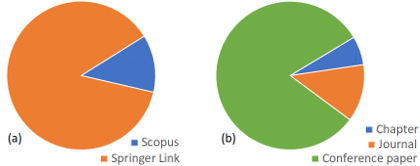 (a)
Scopus
Springer Link
(b)
Chapter
Journal
Conference paper